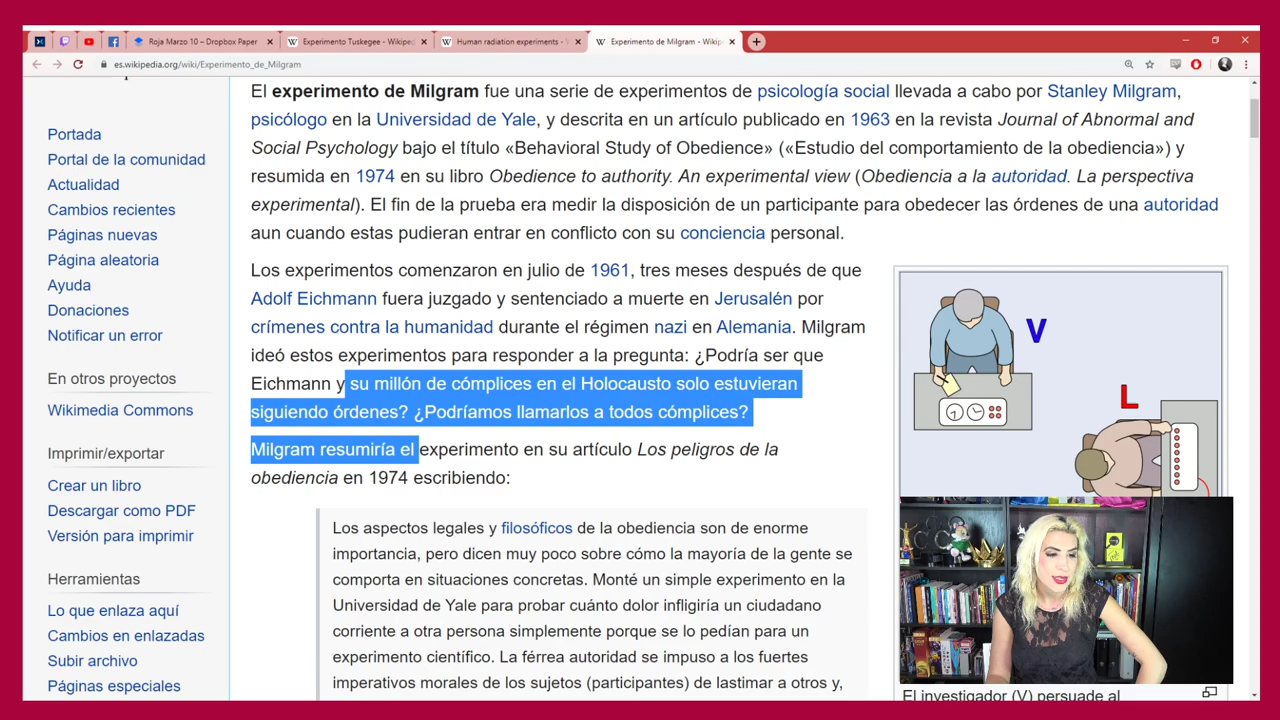 Roja Marzo 10 – Dropbox Paper
Experimento Tuskegee - Wikipe
Human radiation experiments -
Experimento de Milgram - Wikip
es.wikipedia.org/wiki/Experimento_de_Milgram
Portada
Portal de la comunidad
Actualidad
Cambios recientes
Páginas nuevas
Página aleatoria
Ayuda
Donaciones
Notificar un error
En otros proyectos
Wikimedia Commons
Imprimir/exportar
Crear un libro
Descargar como PDF
Versión para imprimir
Herramientas
Lo que enlaza aquí
Cambios en enlazadas
Subir archivo
Páginas especiales
El experimento de Milgram fue una serie de experimentos de psicología social llevada a cabo por Stanley Milgram,
psicólogo en la Universidad de Yale, y descrita en un artículo publicado en 1963 en la revista Journal of Abnormal and
Social Psychology bajo el título «Behavioral Study of Obedience» («Estudio del comportamiento de la obediencia») y
resumida en 1974 en su libro Obedience to authority. An experimental view (Obediencia a la autoridad. La perspectiva
experimental). El fin de la prueba era medir la disposición de un participante para obedecer las órdenes de una autoridad
aun cuando estas pudieran entrar en conflicto con su conciencia personal.
Los experimentos comenzaron en julio de 1961, tres meses después de que
Adolf Eichmann fuera juzgado y sentenciado a muerte en Jerusalén por
crímenes contra la humanidad durante el régimen nazi en Alemania. Milgram
ideó estos experimentos para responder a la pregunta: ¿Podría ser que
Eichmann y su millón de cómplices en el Holocausto solo estuvieran
siguiendo órdenes? ¿Podríamos llamarlos a todos cómplices?
Milgram resumiría el experimento en su artículo Los peligros de la
obediencia en 1974 escribiendo:
Los aspectos legales y filosóficos de la obediencia son de enorme
importancia, pero dicen muy poco sobre cómo la mayoría de la gente se
comporta en situaciones concretas. Monté un simple experimento en la
Universidad de Yale para probar cuánto dolor infligiría un ciudadano
corriente a otra persona simplemente porque se lo pedían para un
experimento científico. La férrea autoridad se impuso a los fuertes
imperativos morales de los sujetos (participantes) de lastimar a otros y,
V
L
El investigador (V) persuade al